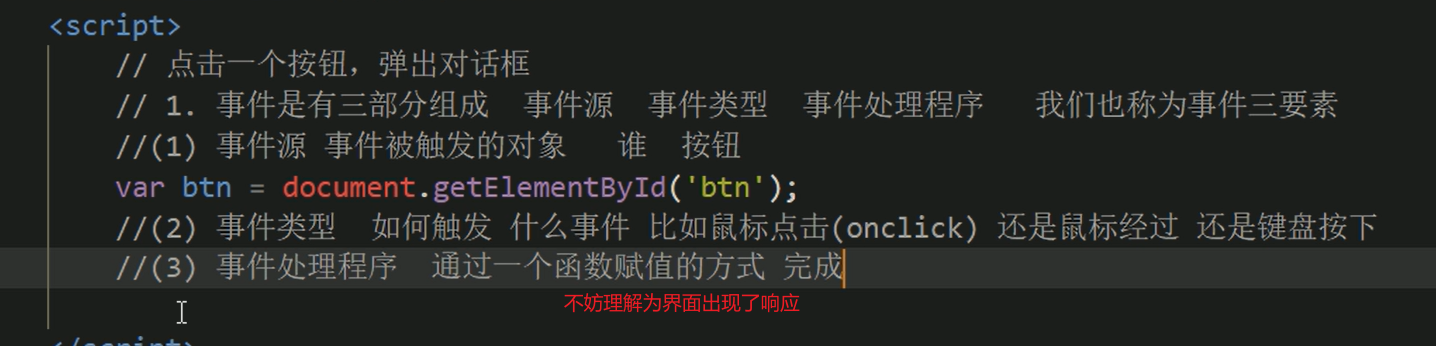 <script>
// 点击一个按钮，弹出对话框
// 1. 事件是有三部分组成 事件源 事件类型 事件处理程序 我们也称为事件三要素
//(1) 事件源 事件被触发的对象 谁 按钮
var btn = document.getElementById('btn');
//(2) 事件类型 如何触发 什么事件 比如鼠标点击(onclick) 还是鼠标经过 还是键盘按下
//(3) 事件处理程序 通过一个函数赋值的方式 完成
不妨理解为界面出现了响应
</script>